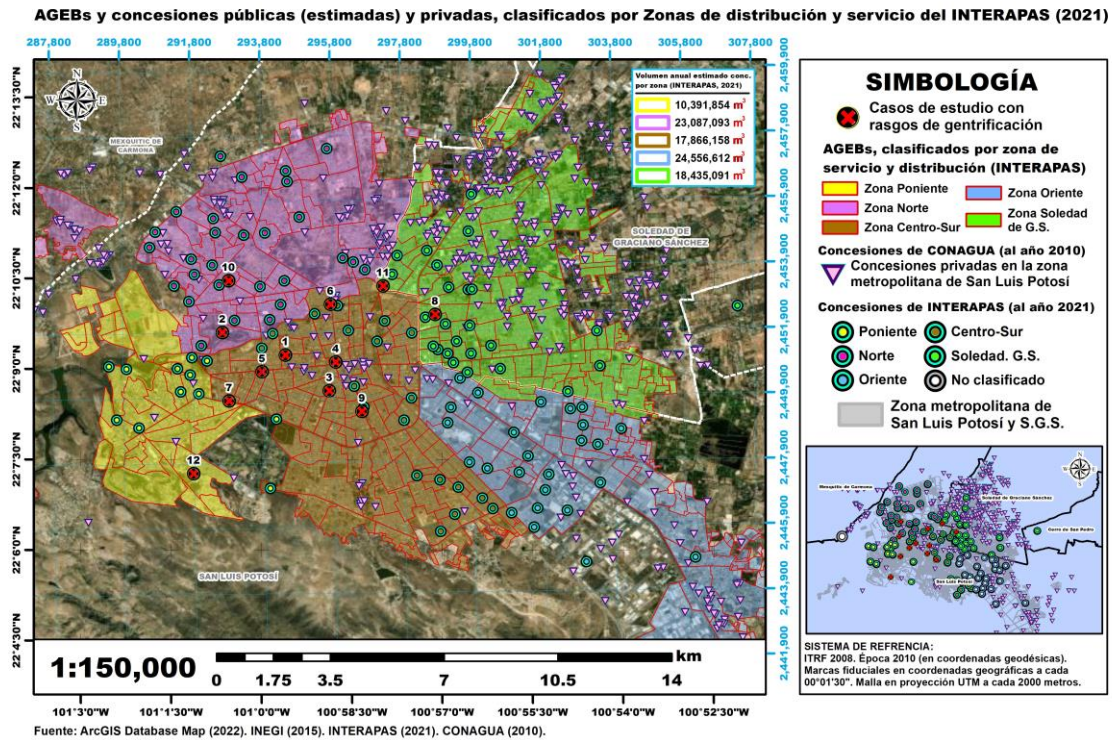 AGEBs y concesiones públicas (estimadas) y privadas, clasificados por Zonas de distribución y servicio del INTERAPAS (2021)
287,800 289,800 291,800 293,800 295,800 297,800 299,800 301,800 303,800 305,800 307,800
22°13'30"N
22°12'0"N
22°10'30"N
22°9'0"N
22°7'30"N
22°6'0"N
22°4'30"N
N
W E
S
MEXQUITIC DE
CARMONA
SOLEDAD DE
GRACIANO SÁNCHEZ
SAN LUIS POTOSÍ
Volumen anual estimado conc.
por zona (INTERAPAS, 2021)
10,391,854 m³
23,087,093 m³
17,866,158 m³
24,556,612 m³
18,435,091 m³
10
11
6
8
2
1
4
5
3
7
9
12
2,459,900
2,457,900
2,455,900
2,453,900
2,451,900
2,449,900
2,447,900
2,445,900
2,443,900
2,441,900
1:150,000
km
0 1.75 3.5 7 10.5 14
101°3'0"W 101°1'30"W 101°0'0"W 100°58'30"W 100°57'0"W 100°55'30"W 100°54'0"W 100°52'30"W
Fuente: ArcGIS Database Map (2022). INEGI (2015). INTERAPAS (2021). CONAGUA (2010).
SIMBOLOGÍA
Casos de estudio con
rasgos de gentrificación
AGEBs, clasificados por zona de
servicio y distribución (INTERAPAS)
Zona Poniente
Zona Norte
Zona Centro-Sur
Zona Oriente
Zona Soledad
de G.S.
Concesiones de CONAGUA (al año 2010)
Concesiones privadas en la zona
metropolitana de San Luis Potosí
Concesiones de INTERAPAS (al año 2021)
Poniente
Norte
Oriente
Centro-Sur
Soledad. G.S.
No clasificado
Zona metropolitana de
San Luis Potosí y S.G.S.
N
W E
S
Mexquitic de Carmona
Soledad de Graciano Sánchez
Cerro de San Pedro
San Luis Potosí
SISTEMA DE REFRENCIA:
ITRF 2008. Época 2010 (en coordenadas geodésicas).
Marcas fiduciales en coordenadas geográficas a cada
00°01'30". Malla en proyección UTM a cada 2000 metros.